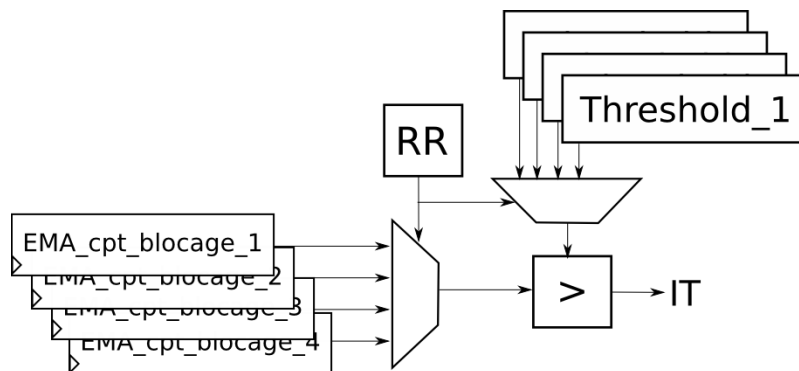 Threshold_1
RR
EMA_cpt_blocage_1
EMA_cpt_blocage_2
EMA_cpt_blocage_3
EMA_cpt_blocage_4
>
IT